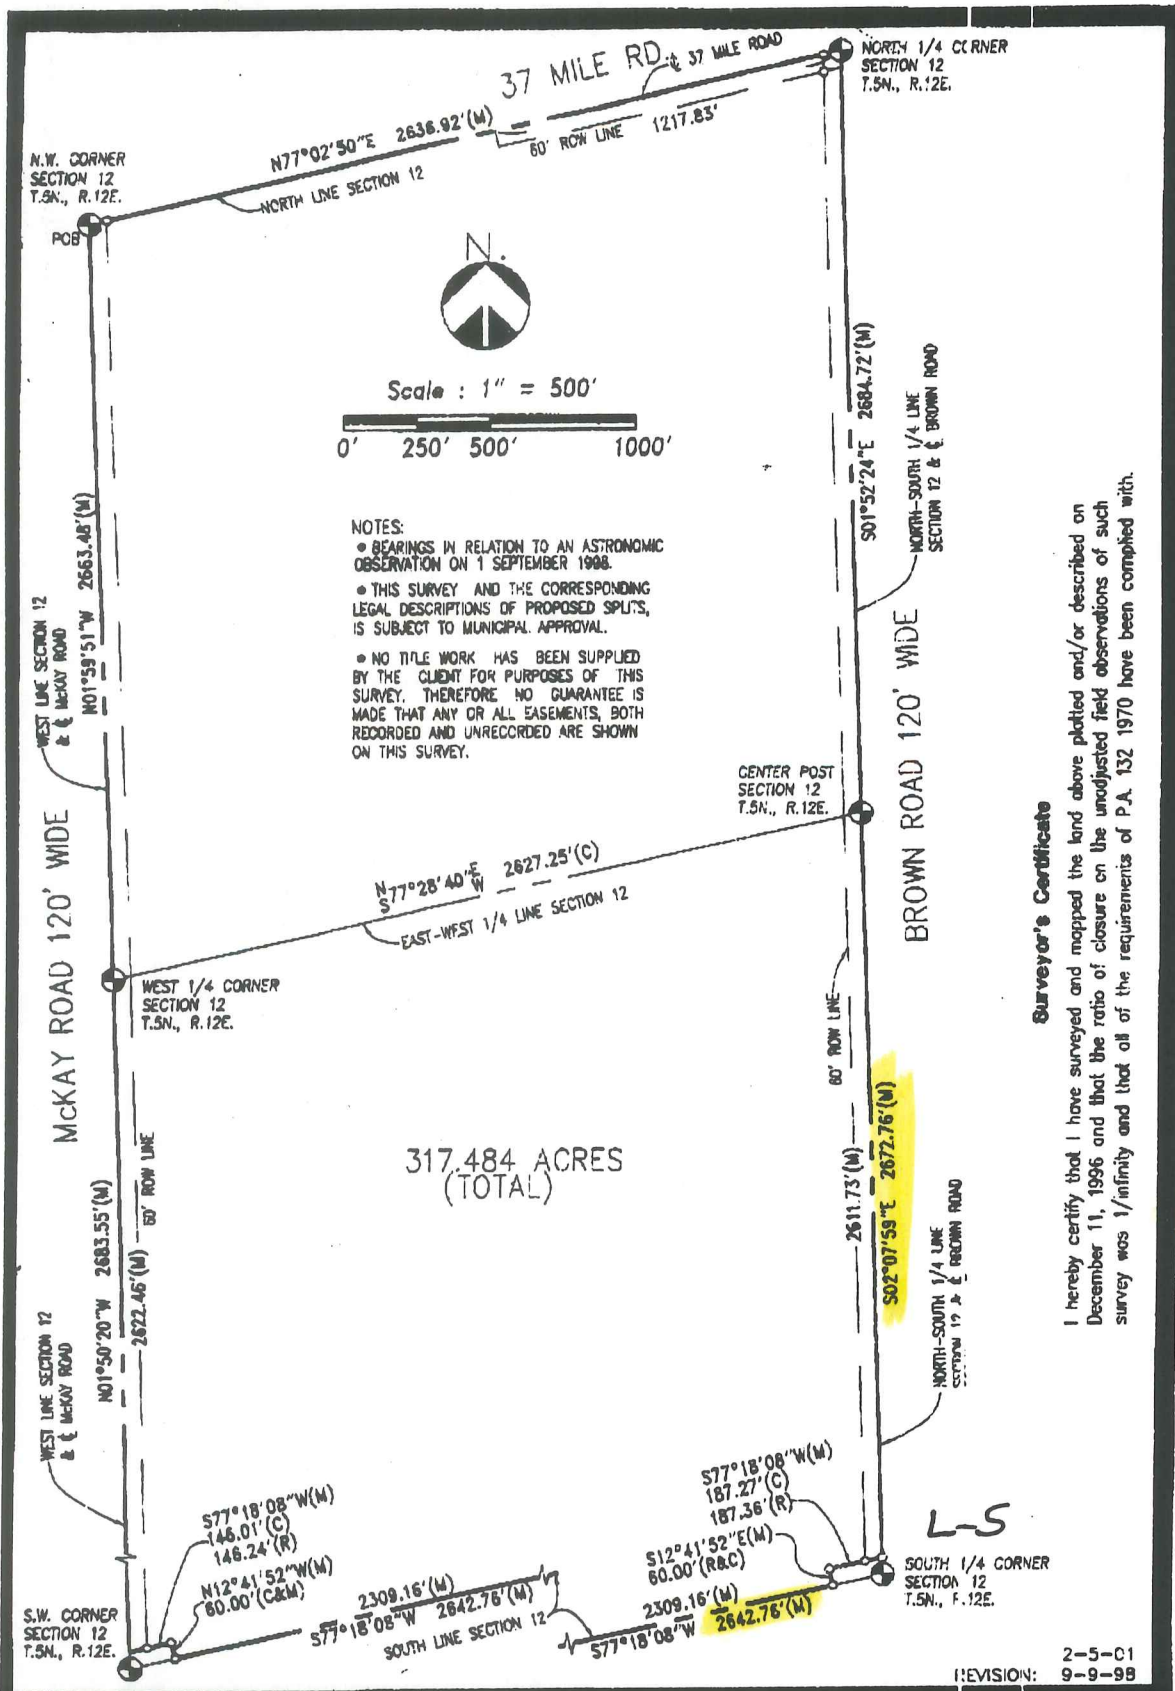 37 MILE RD.
℄ 37 MILE ROAD
NORTH 1/4 CORNER
SECTION 12
T.5N., R.12E.
N77°02'50"E 2636.92'(M)
60' ROW LINE 1217.83'
N.W. CORNER
SECTION 12
T.5N., R.12E.
NORTH LINE SECTION 12
POB
N.
Scale : 1" = 500'
0' 250' 500' 1000'
S01°52'24"E 2684.72'(M)
NORTH-SOUTH 1/4 LINE
SECTION 12 & ℄ BROWN ROAD
NOTES:
• BEARINGS IN RELATION TO AN ASTRONOMIC
OBSERVATION ON 1 SEPTEMBER 1998.
• THIS SURVEY AND THE CORRESPONDING
LEGAL DESCRIPTIONS OF PROPOSED SPLITS,
IS SUBJECT TO MUNICIPAL. APPROVAL.
• NO TITLE WORK HAS BEEN SUPPLIED
BY THE CLIENT FOR PURPOSES OF THIS
SURVEY. THEREFORE NO GUARANTEE IS
MADE THAT ANY OR ALL EASEMENTS, BOTH
RECORDED AND UNRECORDED ARE SHOWN
ON THIS SURVEY.
WEST LINE SECTION 12
& ℄ McKAY ROAD
N01°59'51"W 2663.48'(M)
McKAY ROAD 120' WIDE
BROWN ROAD 120' WIDE
CENTER POST
SECTION 12
T.5N., R.12E.
N
S77°28'40"E
W 2627.25'(C)
EAST-WEST 1/4 LINE SECTION 12
WEST 1/4 CORNER
SECTION 12
T.5N., R.12E.
60' ROW LINE
317.484 ACRES
(TOTAL)
60' ROW LINE
2622.46'(M)
N01°50'20"W 2683.55'(M)
WEST LINE SECTION 12
& ℄ McKAY ROAD
2611.73'(M)
S02°07'59"E 2672.76'(M)
NORTH-SOUTH 1/4 LINE
SECTION 12 & ℄ BROWN ROAD
Surveyor's Certificate
I hereby certify that I have surveyed and mapped the land above platted and/or described on
December 11, 1996 and that the ratio of closure on the unadjusted field observations of such
survey was 1/infinity and that all of the requirements of P.A. 132 1970 have been complied with.
S77°18'08"W(M)
146.01'(C)
146.24'(R)
N12°41'52"W(M)
60.00'(C&M)
S.W. CORNER
SECTION 12
T.5N., R.12E.
2309.16'(M)
S77°18'08"W 2642.76'(M)
SOUTH LINE SECTION 12
S77°18'08"W(M)
187.27'(C)
187.36'(R)
S12°41'52"E(M)
60.00'(R&C)
2309.16'(M)
S77°18'08"W 2642.76'(M)
L-S
SOUTH 1/4 CORNER
SECTION 12
T.5N., R.12E.
2-5-01
REVISION: 9-9-98